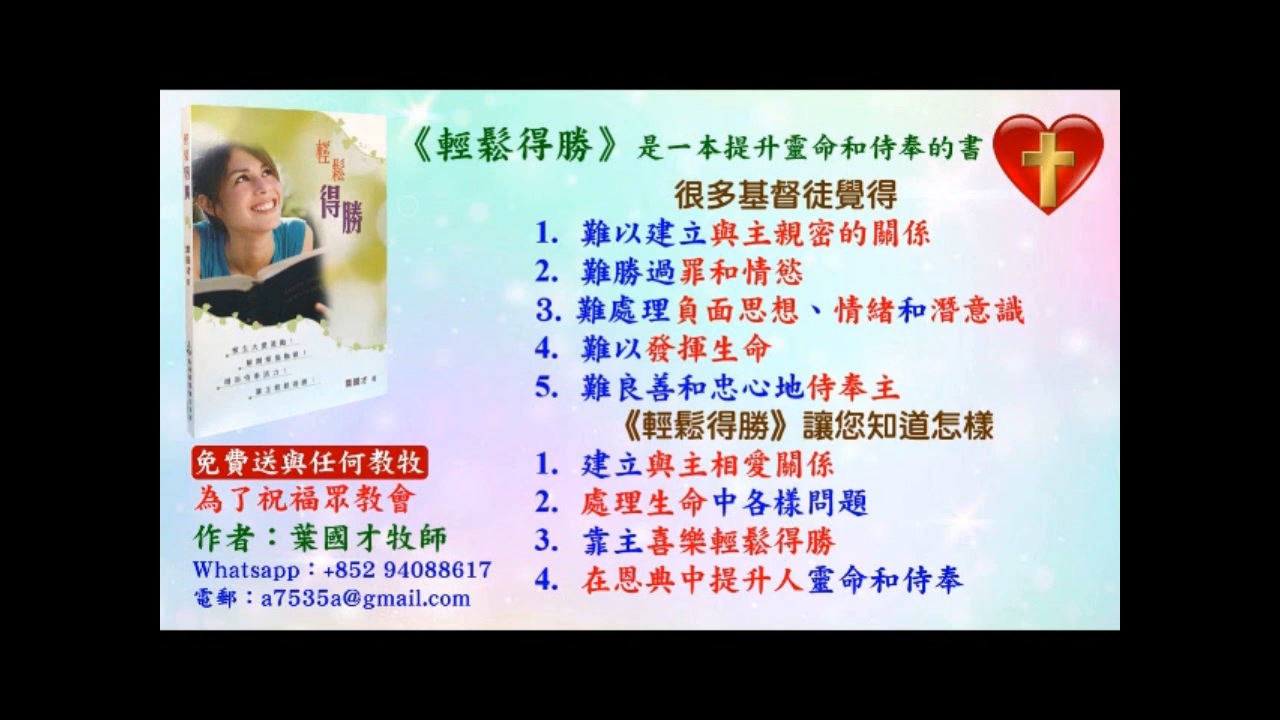 《輕鬆得勝》是一本提升靈命和侍奉的書
很多基督徒覺得
1. 難以建立與主親密的關係
2. 難勝過罪和情慾
3. 難處理負面思想、情緒和潛意識
4. 難以發揮生命
5. 難良善和忠心地侍奉主
《輕鬆得勝》讓您知道怎樣
1. 建立與主相愛關係
2. 處理生命中各樣問題
3. 靠主喜樂輕鬆得勝
4. 在恩典中提升人靈命和侍奉
輕鬆
得勝
葉國才 著
免費送與任何教牧
為了祝福眾教會
作者：葉國才牧師
Whatsapp：+852 94088617
電郵：a7535a@gmail.com